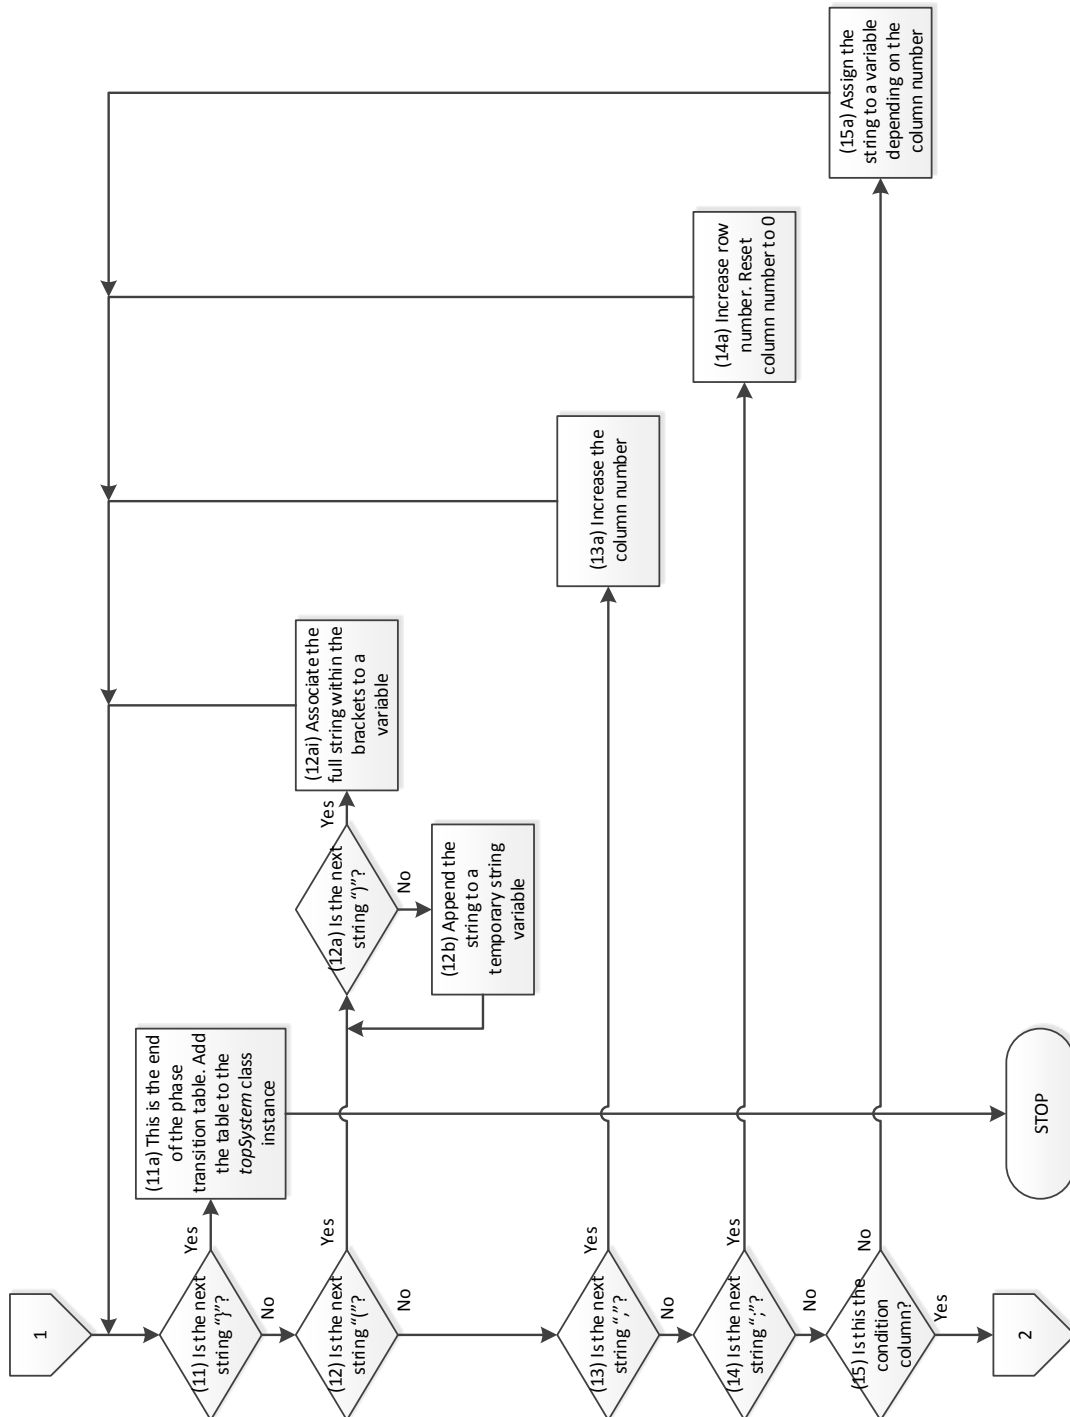 1
(11) Is the next
string “}”?
Yes
No
(11a) This is the end
of the phase
transition table. Add
the table to the
topSystem class
instance
(12) Is the next
string “(”?
Yes
No
(12a) Is the next
string “)”?
Yes
No
(12ai) Associate the
full string within the
brackets to a
variable
(12b) Append the
string to a
temporary string
variable
(13) Is the next
string “,”?
Yes
No
(13a) Increase the
column number
(14) Is the next
string “;”?
Yes
No
(14a) Increase row
number. Reset
column number to 0
(15) Is this the
condition
column?
No
Yes
(15a) Assign the
string to a variable
depending on the
column number
2
STOP